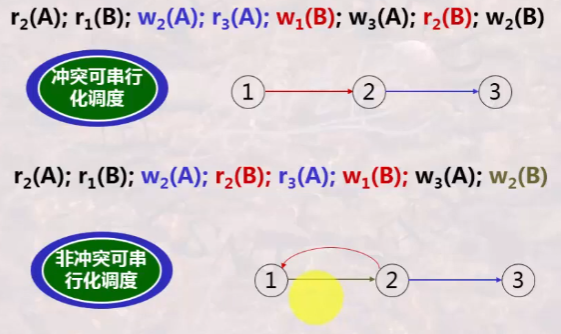 r₂(A); r₁(B); w₂(A); r₃(A); w₁(B); w₃(A); r₂(B); w₂(B)
冲突可串行
化调度
1 2 3
r₂(A); r₁(B); w₂(A); r₂(B); r₃(A); w₁(B); w₃(A); w₂(B)
非冲突可串
行化调度
1 2 3